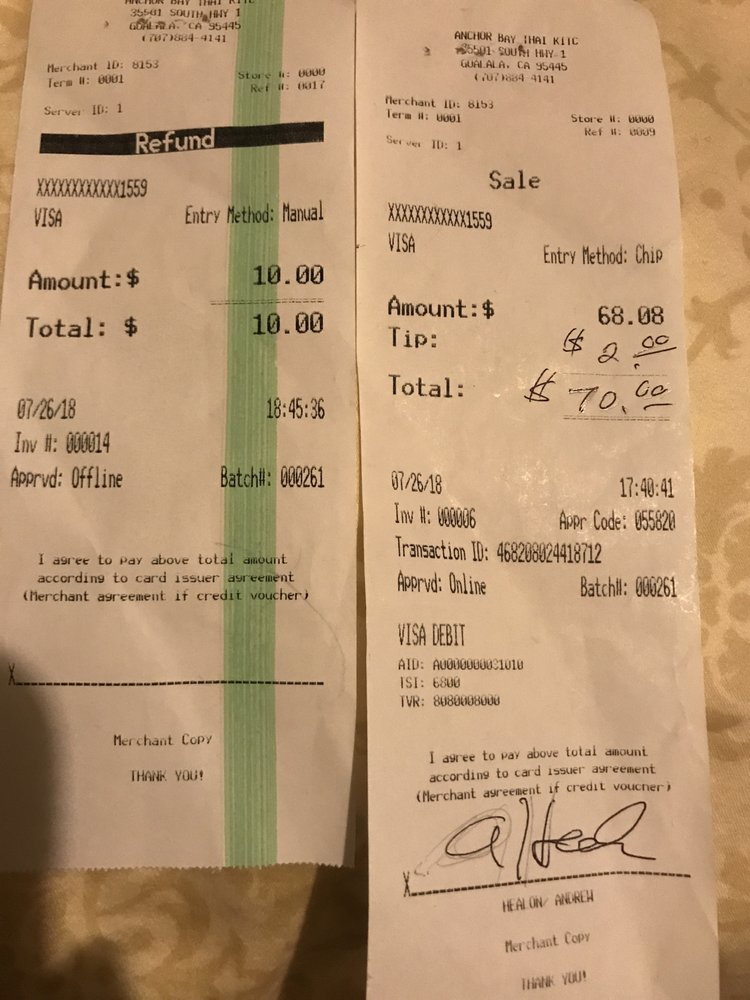 ANCHOR BAY THAI KITC
35501 SOUTH HWY 1
GUALALA, CA 95445
(707)884-4141
Merchant ID: 8153
Term #: 0001
Store #: 0000
Ref #: 0017
Server ID: 1
Refund
XXXXXXXXXXXX1559
VISA
Entry Method: Manual
Amount:$ 10.00
Total: $ 10.00
07/26/18 18:45:36
Inv #: 000014
Apprvd: Offline Batch#: 000261
I agree to pay above total amount
according to card issuer agreement
(Merchant agreement if credit voucher)
X
Merchant Copy
THANK YOU!
ANCHOR BAY THAI KITC
35501 SOUTH HWY 1
GUALALA, CA 95445
(707)884-4141
Merchant ID: 8153
Term #: 0001
Store #: 0000
Ref #: 0009
Server ID: 1
Sale
XXXXXXXXXXXX1559
VISA
Entry Method: Chip
Amount:$ 68.08
Tip: $ 2.00
Total: $ 70.00
07/26/18 17:40:41
Inv #: 000006 Appr Code: 055820
Transaction ID: 468208024418712
Apprvd: Online Batch#: 000261
VISA DEBIT
AID: A0000000031010
TSI: 6800
TVR: 8080008000
I agree to pay above total amount
according to card issuer agreement
(Merchant agreement if credit voucher)
X
HEALON/ ANDREW
Merchant Copy
THANK YOU!